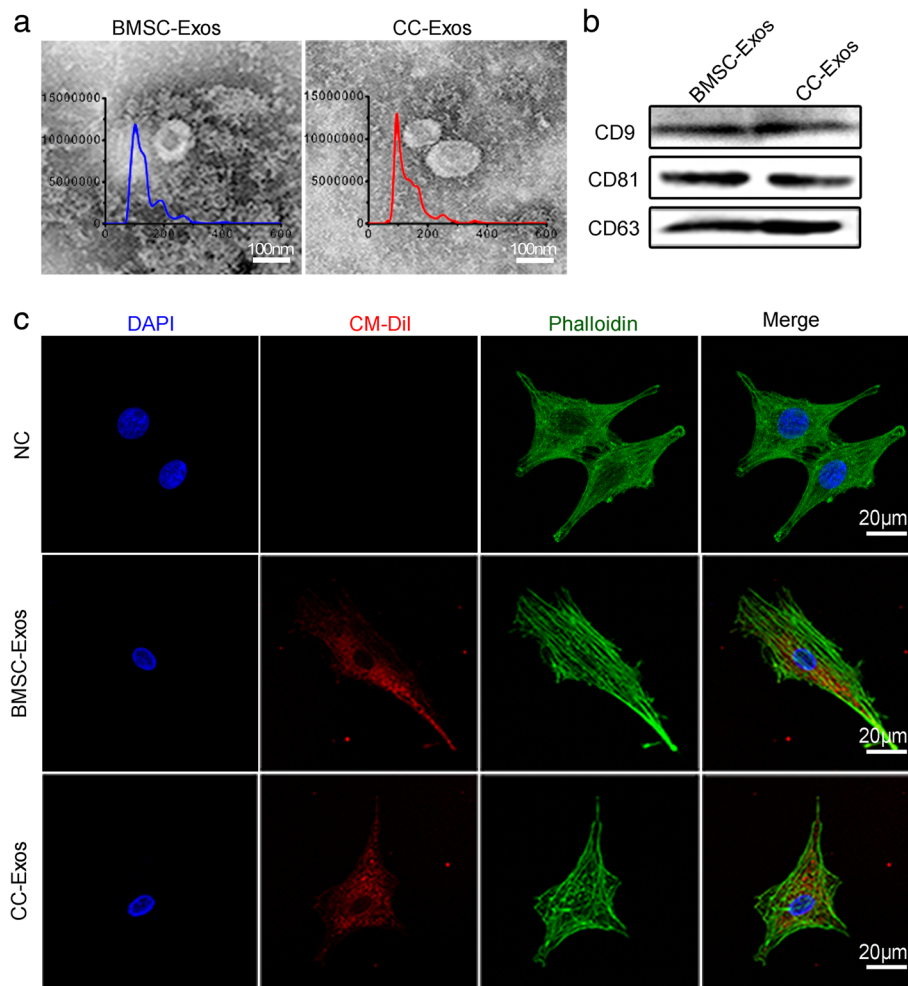 a
BMSC-Exos
CC-Exos
15000000
10000000
5000000
0
0
200
400
600
100nm
15000000
10000000
5000000
0
0
200
400
600
100nm
b
BMSC-Exos
CC-Exos
CD9
CD81
CD63
c
DAPI
CM-Dil
Phalloidin
Merge
NC
20μm
BMSC-Exos
20μm
CC-Exos
20μm